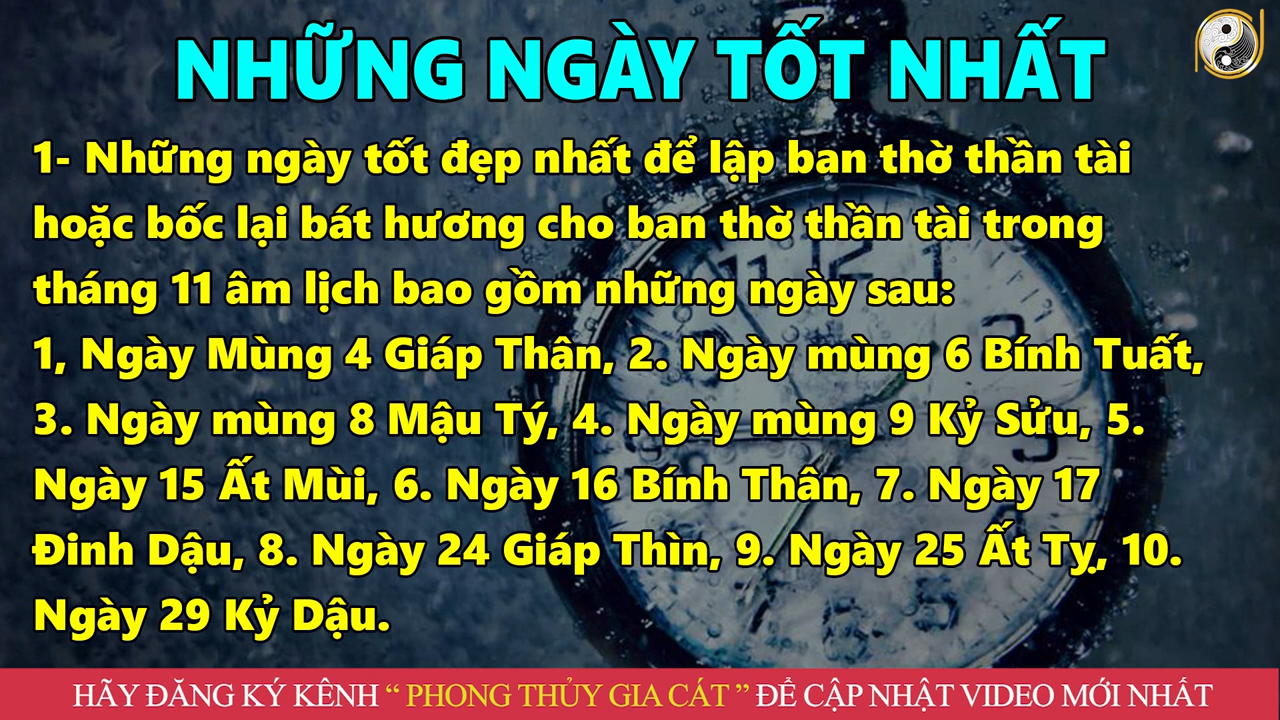 NHỮNG NGÀY TỐT NHẤT
1- Những ngày tốt đẹp nhất để lập ban thờ thần tài
hoặc bốc lại bát hương cho ban thờ thần tài trong
tháng 11 âm lịch bao gồm những ngày sau:
1, Ngày Mùng 4 Giáp Thân, 2. Ngày mùng 6 Bính Tuất,
3. Ngày mùng 8 Mậu Tý, 4. Ngày mùng 9 Kỷ Sửu, 5.
Ngày 15 Ất Mùi, 6. Ngày 16 Bính Thân, 7. Ngày 17
Đinh Dậu, 8. Ngày 24 Giáp Thìn, 9. Ngày 25 Ất Tỵ, 10.
Ngày 29 Kỷ Dậu.
HÃY ĐĂNG KÝ KÊNH “ PHONG THỦY GIA CÁT ” ĐỂ CẬP NHẬT VIDEO MỚI NHẤT